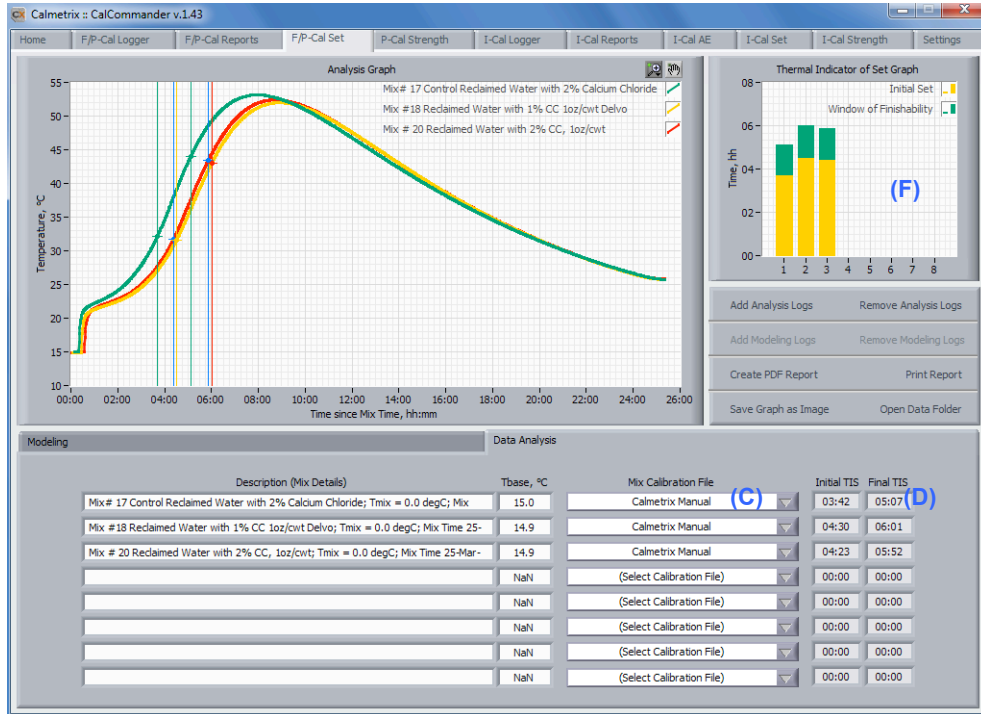 Calmetrix :: CalCommander v.1.43
Home F/P-Cal Logger F/P-Cal Reports F/P-Cal Set P-Cal Strength I-Cal Logger I-Cal Reports I-Cal AE I-Cal Set I-Cal Strength Settings
Analysis Graph
Mix# 17 Control Reclaimed Water with 2% Calcium Chloride
Mix #18 Reclaimed Water with 1% CC 1oz/cwt Delvo
Mix # 20 Reclaimed Water with 2% CC, 1oz/cwt
Temperature, ºC
55
50
45
40
35
30
25
20
15
10
00:00 02:00 04:00 06:00 08:00 10:00 12:00 14:00 16:00 18:00 20:00 22:00 24:00 26:00
Time since Mix Time, hh:mm
Thermal Indicator of Set Graph
Initial Set
Window of Finishability
Time, hh
08
06
04
02
00
(F)
1 2 3 4 5 6 7 8
Add Analysis Logs Remove Analysis Logs
Add Modeling Logs Remove Modeling Logs
Create PDF Report Print Report
Save Graph as Image Open Data Folder
Modeling Data Analysis
Description (Mix Details) Tbase, ºC Mix Calibration File Initial TIS Final TIS
Mix# 17 Control Reclaimed Water with 2% Calcium Chloride; Tmix = 0.0 degC; Mix 15.0 Calmetrix Manual (C) 03:42 05:07 (D)
Mix #18 Reclaimed Water with 1% CC 1oz/cwt Delvo; Tmix = 0.0 degC; Mix Time 25- 14.9 Calmetrix Manual 04:30 06:01
Mix # 20 Reclaimed Water with 2% CC, 1oz/cwt; Tmix = 0.0 degC; Mix Time 25-Mar- 14.9 Calmetrix Manual 04:23 05:52
NaN (Select Calibration File) 00:00 00:00
NaN (Select Calibration File) 00:00 00:00
NaN (Select Calibration File) 00:00 00:00
NaN (Select Calibration File) 00:00 00:00
NaN (Select Calibration File) 00:00 00:00